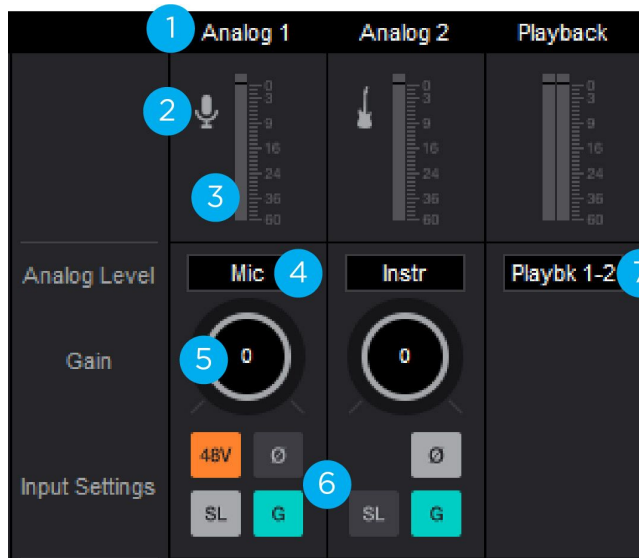 1 Analog 1 Analog 2 Playback
2 0 0 0
3 3 3
9 9 9
16 16 16
24 24 24
3 36 36 36
60 60 60
Analog Level Mic 4 Instr Playbk 1-2 7
Gain 5 0 0
48V Ø Ø
Input Settings 6
SL G SL G